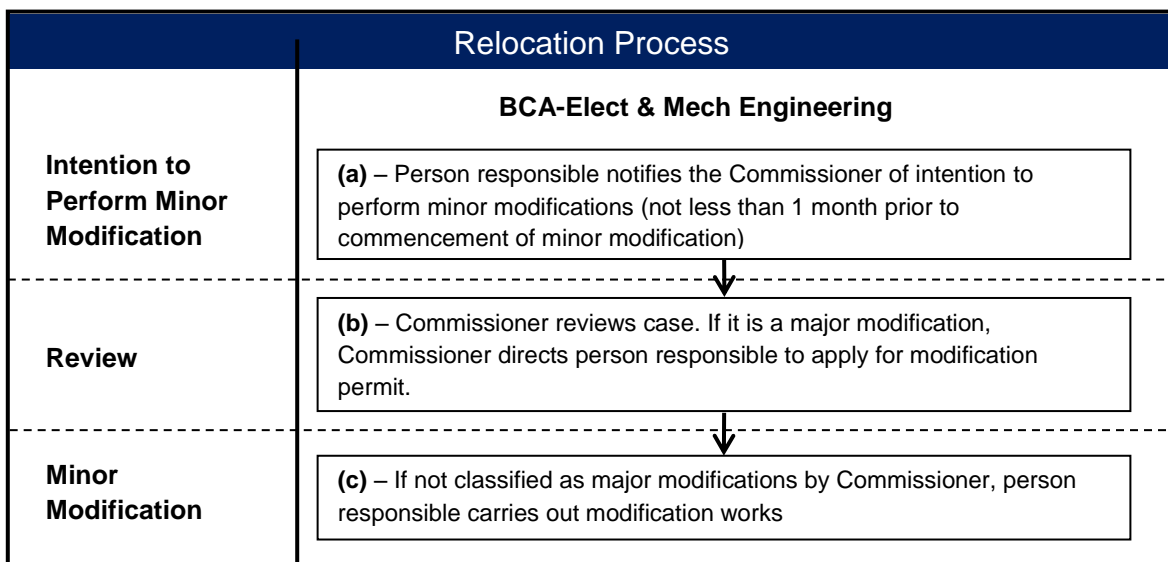 Relocation Process
BCA-Elect & Mech Engineering
Intention to
Perform Minor
Modification
(a) – Person responsible notifies the Commissioner of intention to
perform minor modifications (not less than 1 month prior to
commencement of minor modification)
Review
(b) – Commissioner reviews case. If it is a major modification,
Commissioner directs person responsible to apply for modification
permit.
Minor
Modification
(c) – If not classified as major modifications by Commissioner, person
responsible carries out modification works